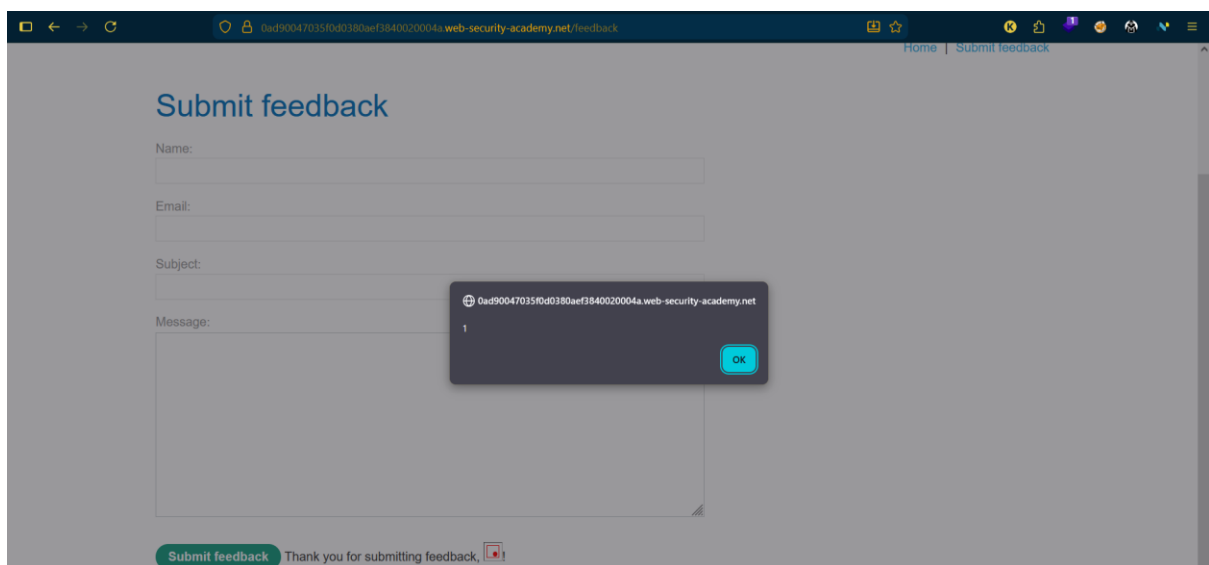 0ad90047035f0d0380aef3840020004a.web-security-academy.net/feedback
K
1
Home | Submit feedback
Submit feedback
Name:
Email:
Subject:
0ad90047035f0d0380aef3840020004a.web-security-academy.net
Message:
1
OK
Submit feedback Thank you for submitting feedback, !